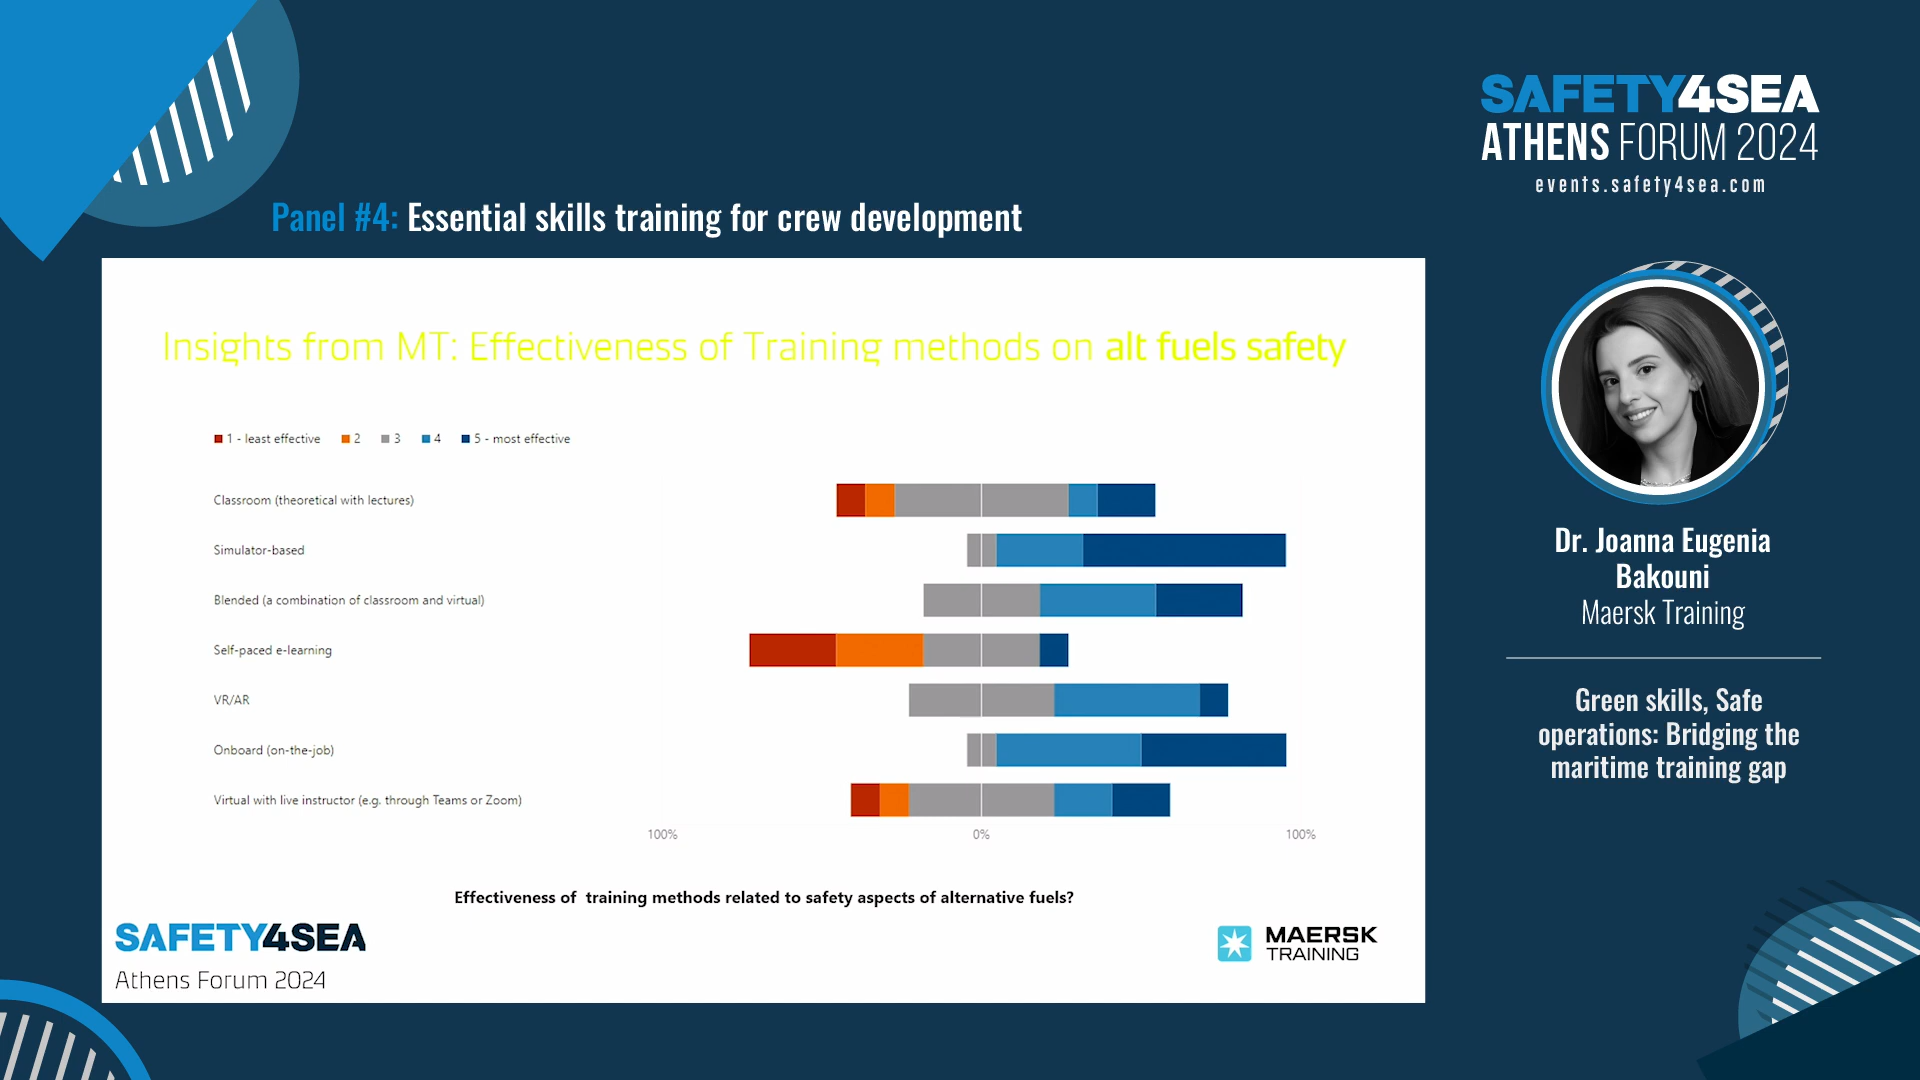 SAFETY4SEA
ATHENS FORUM 2024
events.safety4sea.com
Panel #4: Essential skills training for crew development
Insights from MT: Effectiveness of Training methods on alt fuels safety
1 - least effective 2 3 4 5 - most effective
Classroom (theoretical with lectures)
Simulator-based
Blended (a combination of classroom and virtual)
Self-paced e-learning
VR/AR
Onboard (on-the-job)
Virtual with live instructor (e.g. through Teams or Zoom)
100% 0% 100%
Effectiveness of  training methods related to safety aspects of alternative fuels?
SAFETY4SEA
Athens Forum 2024
MAERSK
TRAINING
Dr. Joanna Eugenia
Bakouni
Maersk Training
Green skills, Safe
operations: Bridging the
maritime training gap